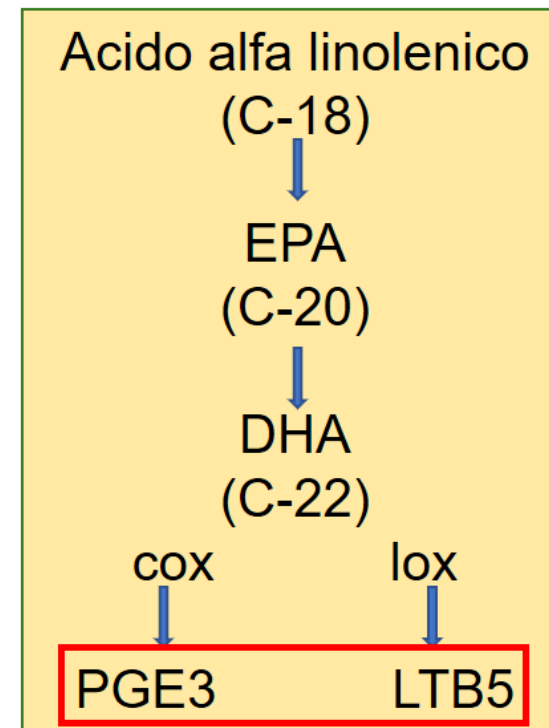 Acido alfa linolenico
(C-18)
EPA
(C-20)
DHA
(C-22)
cox lox
PGE3 LTB5